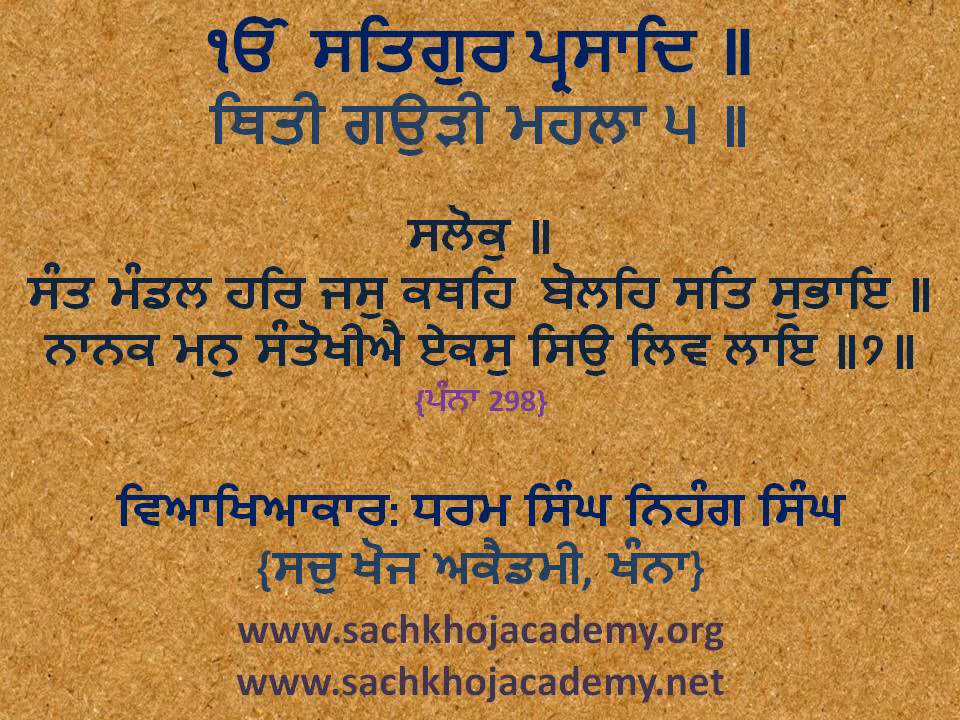 ੴ ਸਤਿਗੁਰ ਪ੍ਰਸਾਦਿ ॥
ਥਿਤੀ ਗਉੜੀ ਮਹਲਾ ੫ ॥
ਸਲੋਕੁ ॥
ਸੰਤ ਮੰਡਲ ਹਰਿ ਜਸੁ ਕਥਹਿ ਬੋਲਹਿ ਸਤਿ ਸੁਭਾਇ ॥
ਨਾਨਕ ਮਨੁ ਸੰਤੋਖੀਐ ਏਕਸੁ ਸਿਉ ਲਿਵ ਲਾਇ ॥੭॥
{ਪੰਨਾ 298}
ਵਿਆਖਿਆਕਾਰ: ਧਰਮ ਸਿੰਘ ਨਿਹੰਗ ਸਿੰਘ
{ਸਚੁ ਖੋਜ ਅਕੈਡਮੀ, ਖੰਨਾ}
www.sachkhojacademy.org
www.sachkhojacademy.net